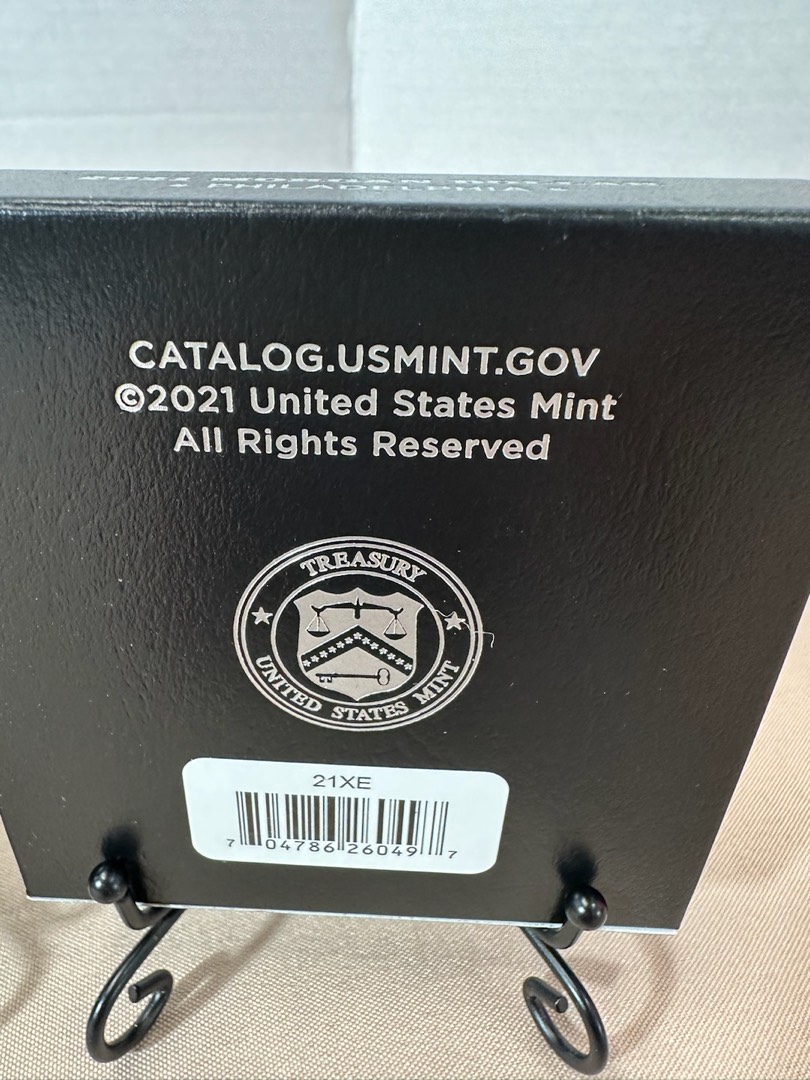 PHILADELPHIA
CATALOG.USMINT.GOV
©2021 United States Mint
All Rights Reserved
TREASURY
UNITED STATES MINT
21XE
7 04786 26049 7